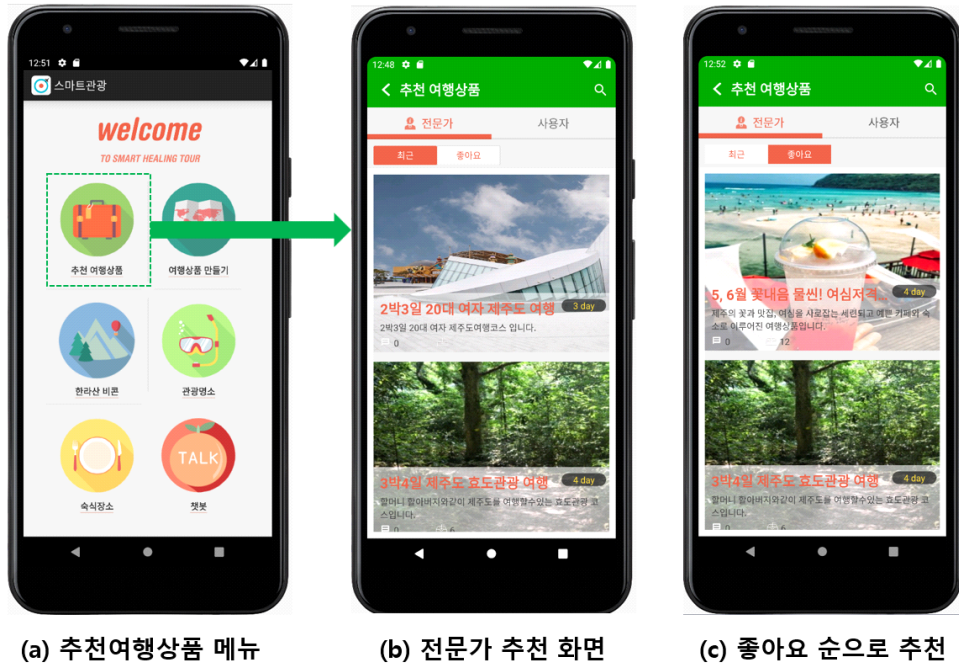 12:51
스마트관광
welcome
TO SMART HEALING TOUR
추천 여행상품
여행상품 만들기
한라산 비콘
관광명소
TALK
숙식장소
챗봇
(a) 추천여행상품 메뉴
12:48
추천 여행상품
전문가
사용자
최근
좋아요
2박3일 20대 여자 제주도 여행
3 day
2박3일 20대 여자 제주도여행코스 입니다.
0
3박4일 제주도 효도관광 여행
4 day
할머니 할아버지와같이 제주도를 여행할수있는 효도관광 코
스입니다.
0 6
(b) 전문가 추천 화면
12:52
추천 여행상품
전문가
사용자
최근
좋아요
5, 6월 꽃내음 물씬! 여심저격...
4 day
제주의 꽃과 맛집, 여심을 사로잡는 세련되고 예쁜 카페와 숙
소로 이루어진 여행상품입니다.
0 12
3박4일 제주도 효도관광 여행
4 day
할머니 할아버지와같이 제주도를 여행할수있는 효도관광 코
스입니다.
0 6
(c) 좋아요 순으로 추천